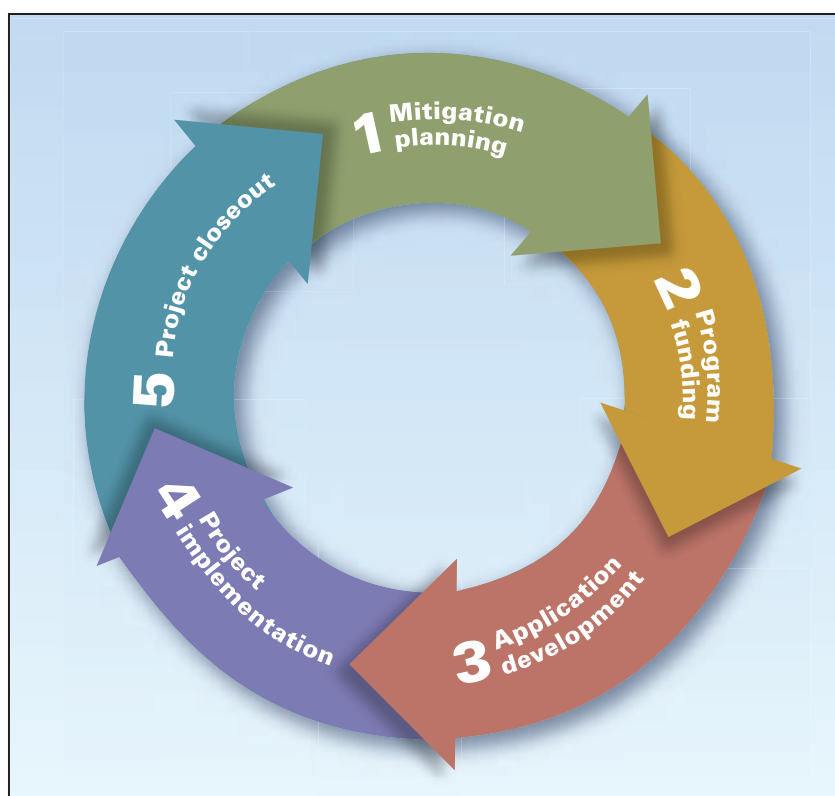 1 Mitigation
planning
2 Program
funding
3 Application
development
4 Project
implementation
5 Project closeout